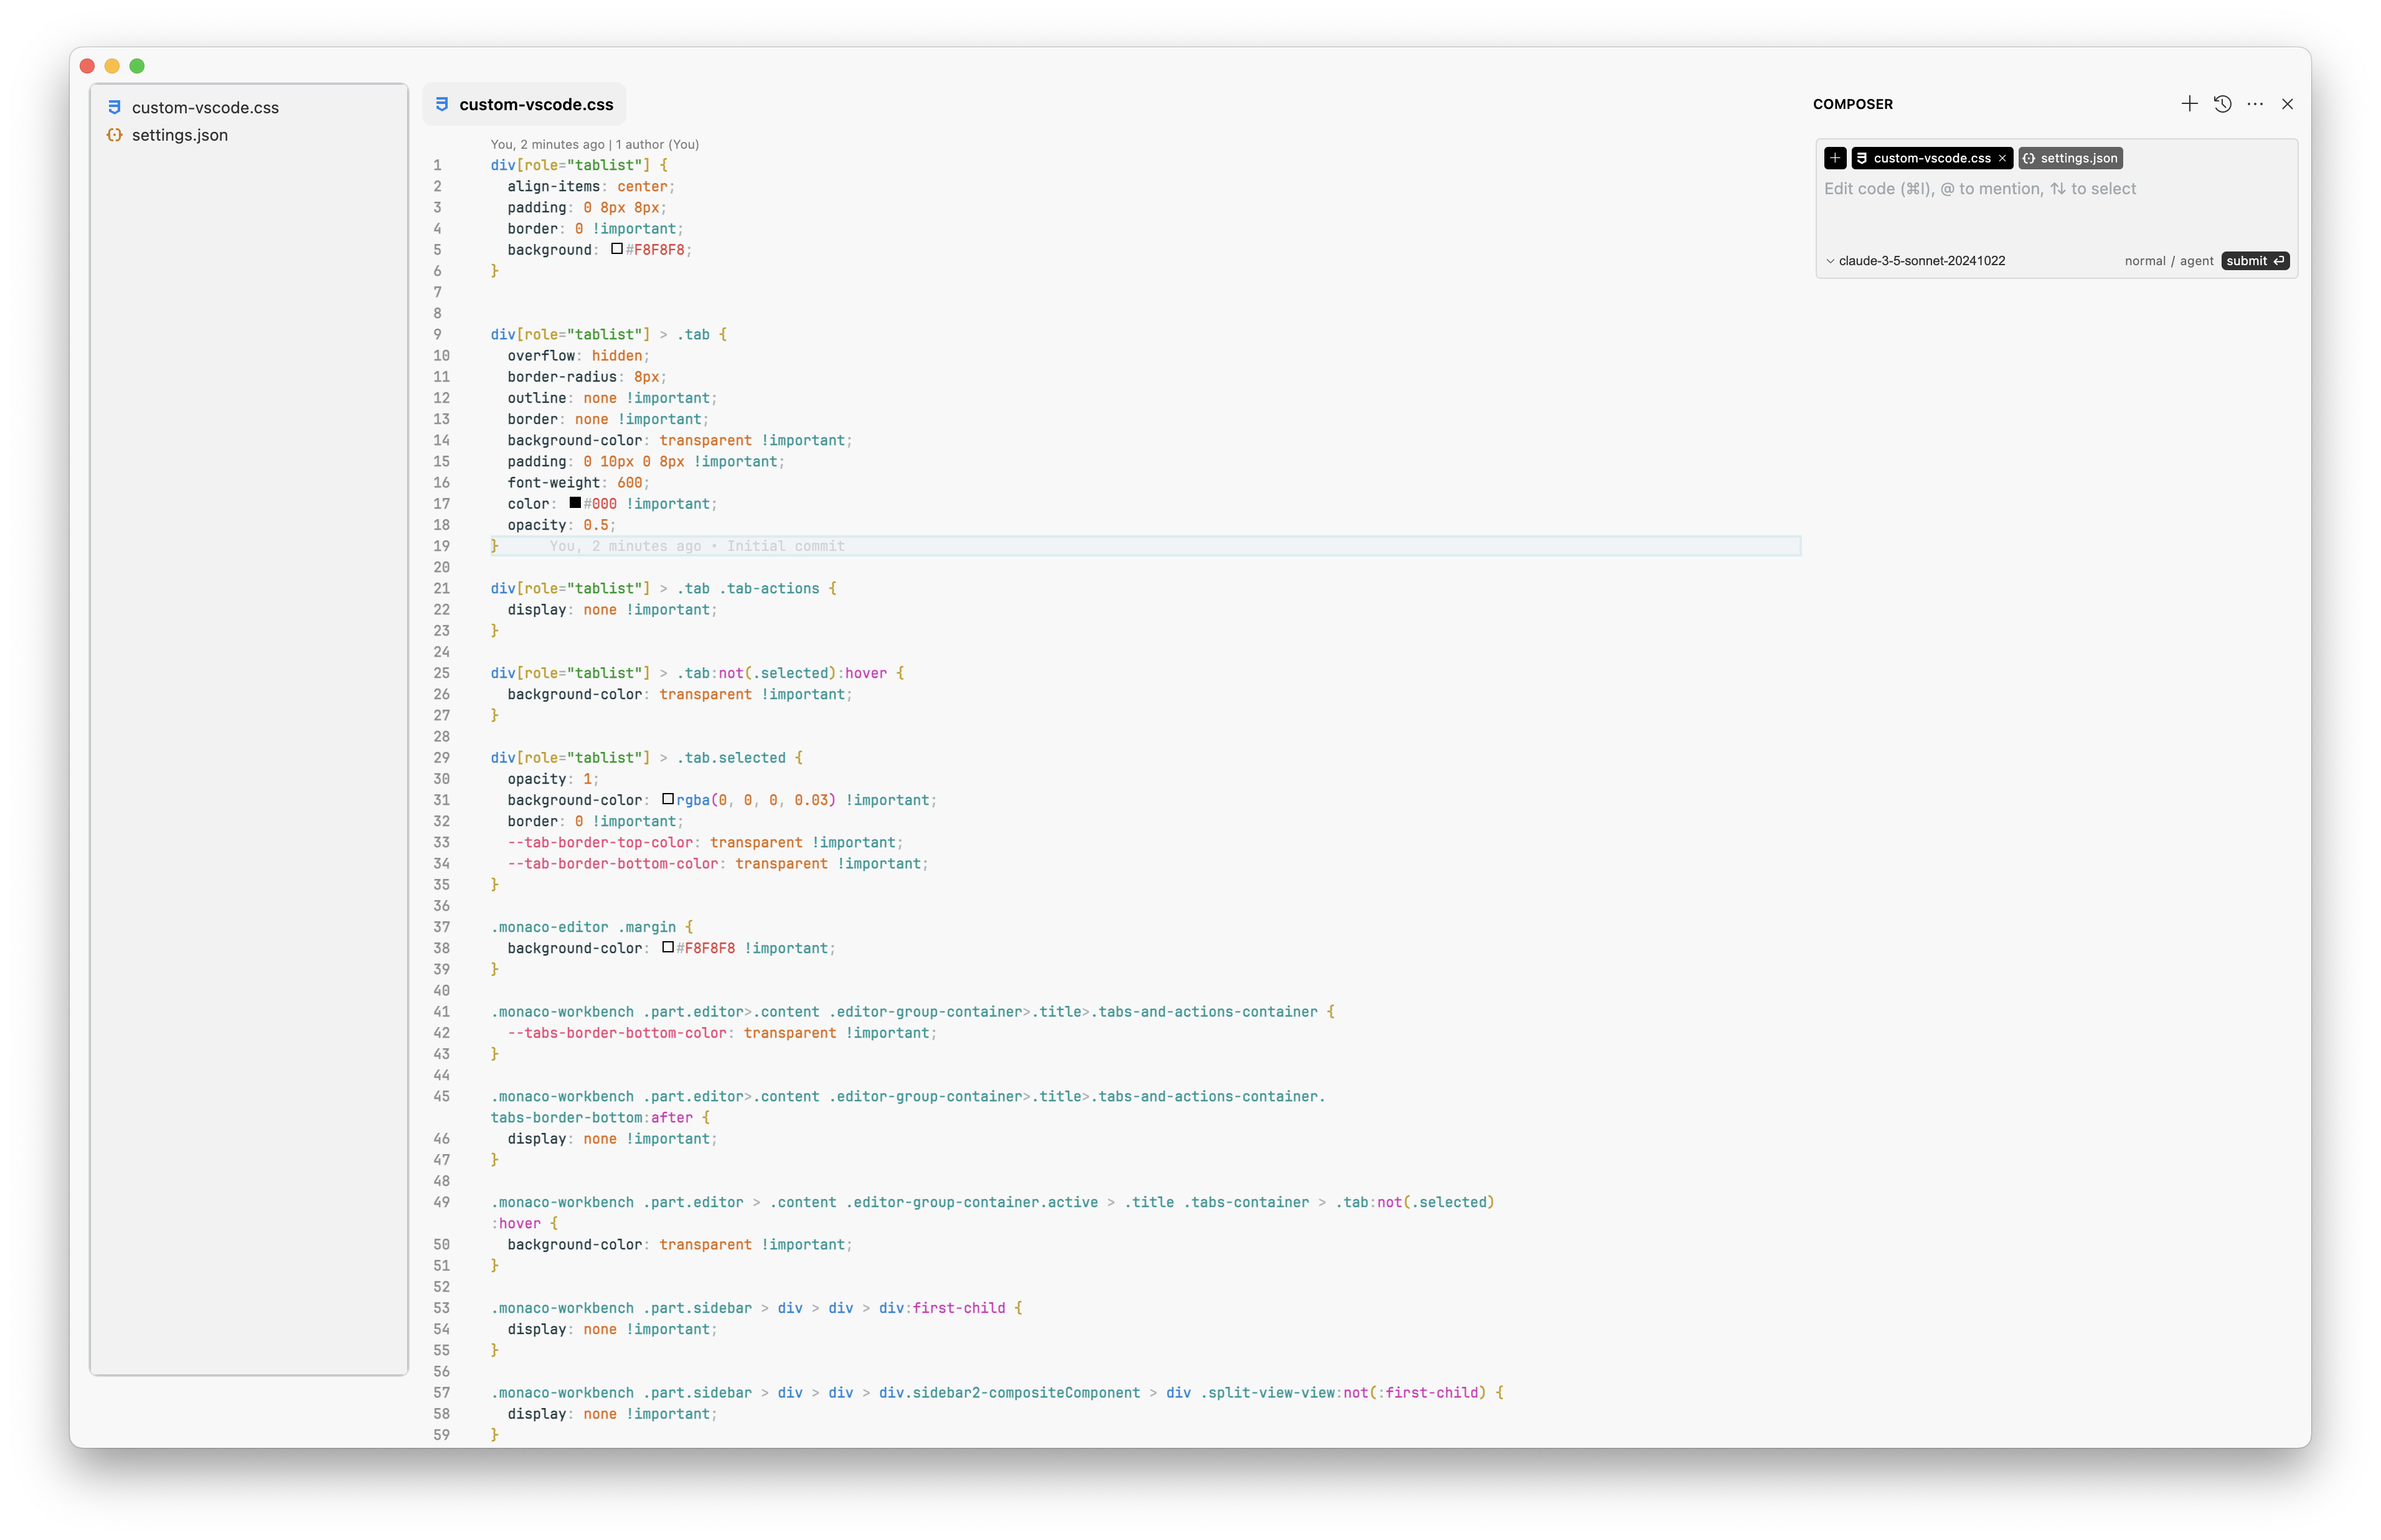 custom-vscode.css
settings.json
custom-vscode.css
You, 2 minutes ago | 1 author (You)
1 div[role="tablist"] {
2 align-items: center;
3 padding: 0 8px 8px;
4 border: 0 !important;
5 background: #F8F8F8;
6 }
7
8
9 div[role="tablist"] > .tab {
10 overflow: hidden;
11 border-radius: 8px;
12 outline: none !important;
13 border: none !important;
14 background-color: transparent !important;
15 padding: 0 10px 0 8px !important;
16 font-weight: 600;
17 color: #000 !important;
18 opacity: 0.5;
19 } You, 2 minutes ago • Initial commit
20
21 div[role="tablist"] > .tab .tab-actions {
22 display: none !important;
23 }
24
25 div[role="tablist"] > .tab:not(.selected):hover {
26 background-color: transparent !important;
27 }
28
29 div[role="tablist"] > .tab.selected {
30 opacity: 1;
31 background-color: rgba(0, 0, 0, 0.03) !important;
32 border: 0 !important;
33 --tab-border-top-color: transparent !important;
34 --tab-border-bottom-color: transparent !important;
35 }
36
37 .monaco-editor .margin {
38 background-color: #F8F8F8 !important;
39 }
40
41 .monaco-workbench .part.editor>.content .editor-group-container>.title>.tabs-and-actions-container {
42 --tabs-border-bottom-color: transparent !important;
43 }
44
45 .monaco-workbench .part.editor>.content .editor-group-container>.title>.tabs-and-actions-container.
tabs-border-bottom:after {
46 display: none !important;
47 }
48
49 .monaco-workbench .part.editor > .content .editor-group-container.active > .title .tabs-container > .tab:not(.selected)
:hover {
50 background-color: transparent !important;
51 }
52
53 .monaco-workbench .part.sidebar > div > div > div:first-child {
54 display: none !important;
55 }
56
57 .monaco-workbench .part.sidebar > div > div > div.sidebar2-compositeComponent > div .split-view-view:not(:first-child) {
58 display: none !important;
59 }
COMPOSER
custom-vscode.css × settings.json
Edit code (⌘I), @ to mention, ⇅ to select
claude-3-5-sonnet-20241022 normal / agent submit ⏎